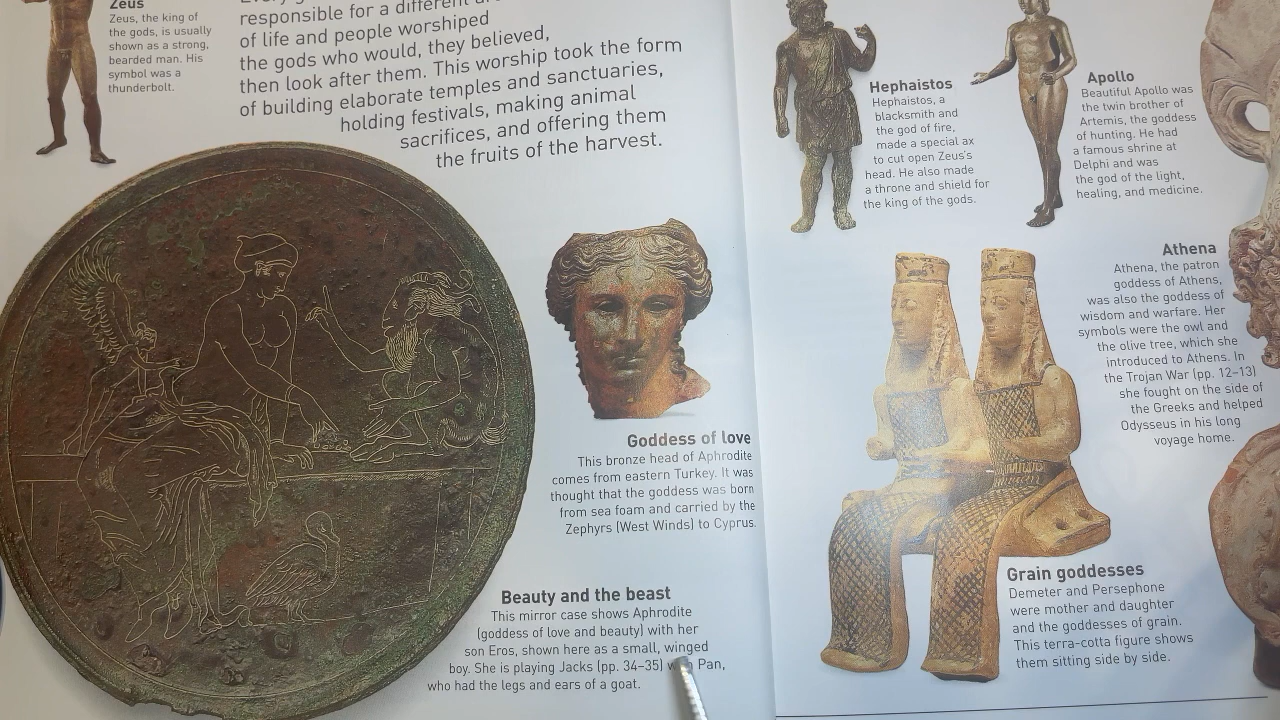 Zeus
Zeus, the king of
the gods, is usually
shown as a strong,
bearded man. His
symbol was a
thunderbolt.
responsible for a different
of life and people worshiped
the gods who would, they believed,
then look after them. This worship took the form
of building elaborate temples and sanctuaries,
holding festivals, making animal
sacrifices, and offering them
the fruits of the harvest.
Goddess of love
This bronze head of Aphrodite
comes from eastern Turkey. It was
thought that the goddess was born
from sea foam and carried by the
Zephyrs (West Winds) to Cyprus.
Beauty and the beast
This mirror case shows Aphrodite
(goddess of love and beauty) with her
son Eros, shown here as a small, winged
boy. She is playing Jacks (pp. 34–35) Pan,
who had the legs and ears of a goat.
Hephaistos
Hephaistos, a
blacksmith and
the god of fire,
made a special ax
to cut open Zeus's
head. He also made
a throne and shield for
the king of the gods.
Apollo
Beautiful Apollo was
the twin brother of
Artemis, the goddess
of hunting. He had
a famous shrine at
Delphi and was
the god of the light,
healing, and medicine.
Athena
Athena, the patron
goddess of Athens,
was also the goddess of
wisdom and warfare. Her
symbols were the owl and
the olive tree, which she
introduced to Athens. In
the Trojan War (pp. 12–13)
she fought on the side of
the Greeks and helped
Odysseus in his long
voyage home.
Grain goddesses
Demeter and Persephone
were mother and daughter
and the goddesses of grain.
This terra-cotta figure shows
them sitting side by side.